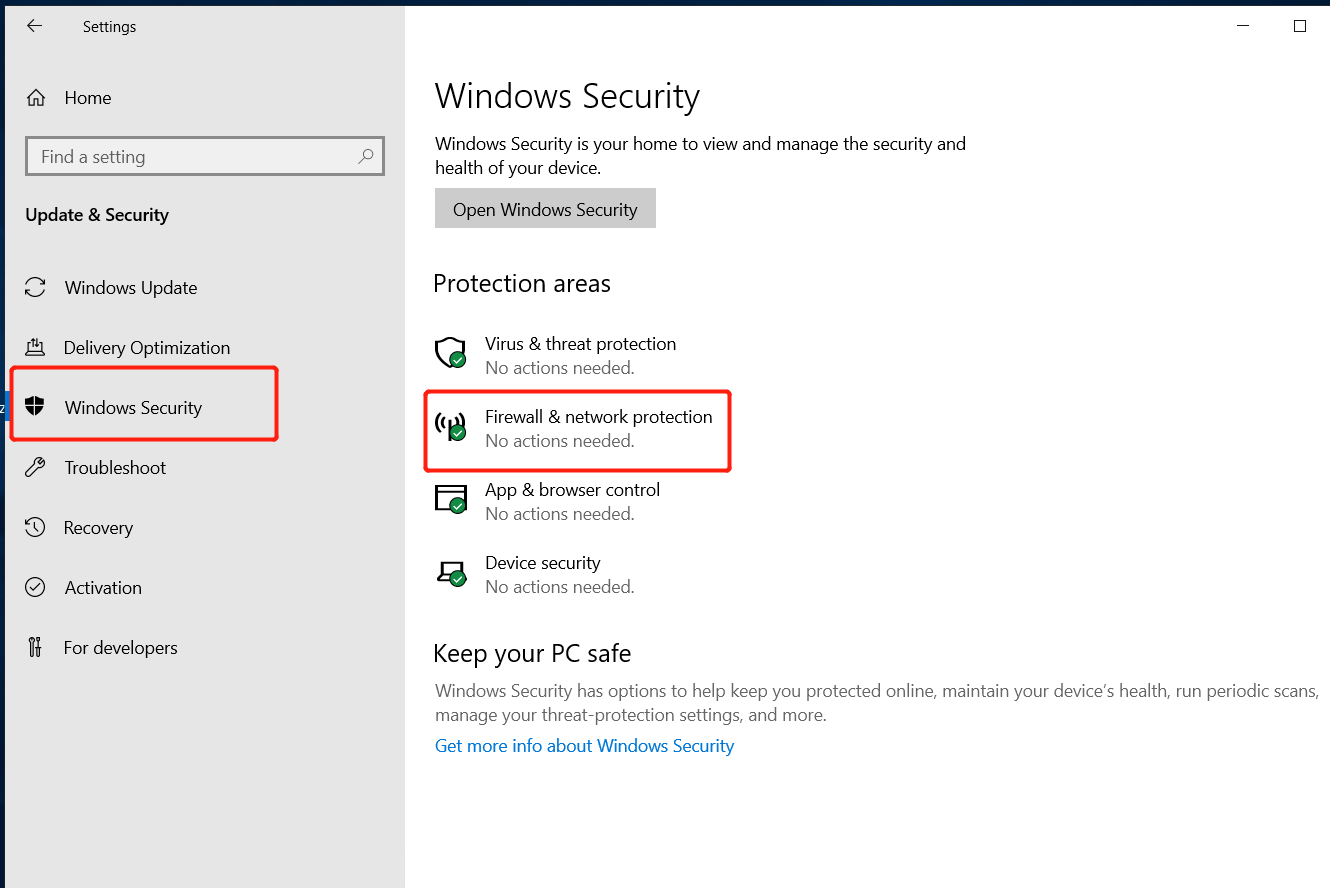 Settings
Home
Find a setting
Update & Security
Windows Update
Delivery Optimization
z
Windows Security
Troubleshoot
Recovery
Activation
For developers
Windows Security
Windows Security is your home to view and manage the security and
health of your device.
Open Windows Security
Protection areas
Virus & threat protection
No actions needed.
Firewall & network protection
No actions needed.
App & browser control
No actions needed.
Device security
No actions needed.
Keep your PC safe
Windows Security has options to help keep you protected online, maintain your device's health, run periodic scans,
manage your threat-protection settings, and more.
Get more info about Windows Security